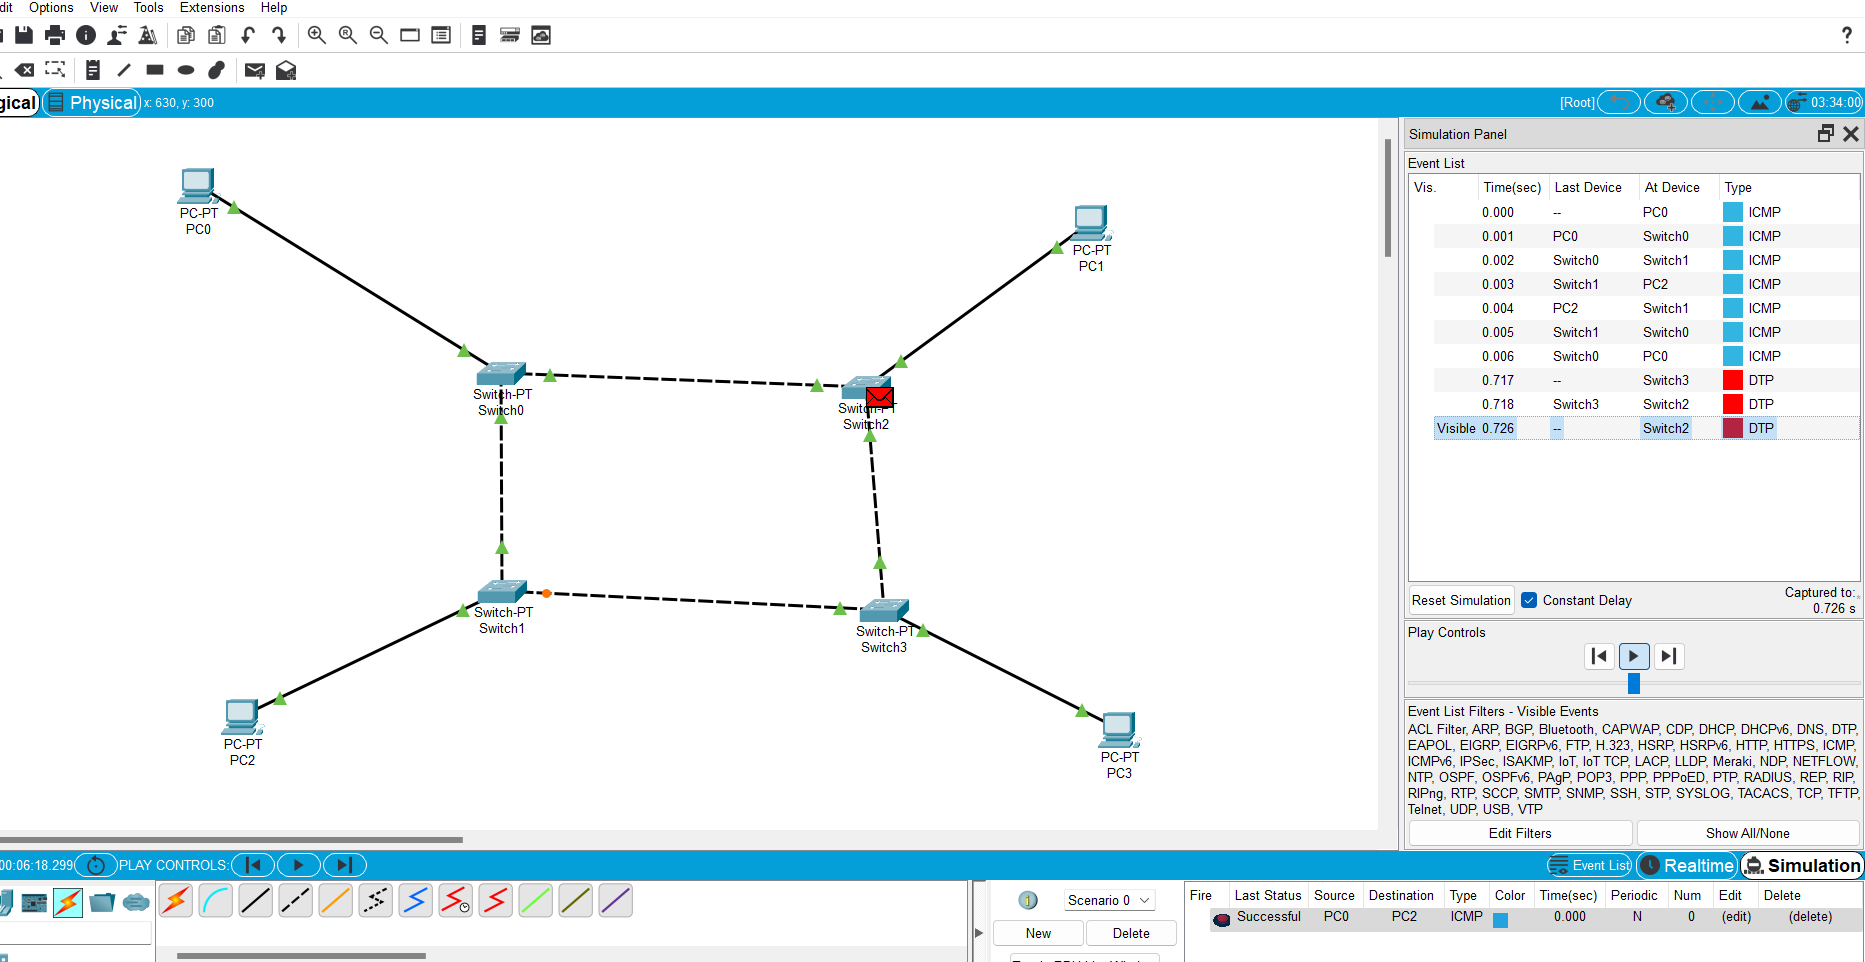 dit Options View Tools Extensions Help
?
gical Physical x: 630, y: 300 [Root] 03:34:00
Simulation Panel
Event List
Vis. Time(sec) Last Device At Device Type
0.000 -- PC0 ICMP
0.001 PC0 Switch0 ICMP
0.002 Switch0 Switch1 ICMP
0.003 Switch1 PC2 ICMP
0.004 PC2 Switch1 ICMP
0.005 Switch1 Switch0 ICMP
0.006 Switch0 PC0 ICMP
0.717 -- Switch3 DTP
0.718 Switch3 Switch2 DTP
Visible 0.726 -- Switch2 DTP
PC-PT
PC0
PC-PT
PC1
Switch-PT
Switch0
Switch-PT
Switch2
Switch-PT
Switch1
Switch-PT
Switch3
PC-PT
PC2
PC-PT
PC3
Reset Simulation Constant Delay Captured to:
0.726 s
Play Controls
Event List Filters - Visible Events
ACL Filter, ARP, BGP, Bluetooth, CAPWAP, CDP, DHCP, DHCPv6, DNS, DTP,
EAPOL, EIGRP, EIGRPv6, FTP, H.323, HSRP, HSRPv6, HTTP, HTTPS, ICMP,
ICMPv6, IPSec, ISAKMP, IoT, IoT TCP, LACP, LLDP, Meraki, NDP, NETFLOW,
NTP, OSPF, OSPFv6, PAgP, POP3, PPP, PPPoED, PTP, RADIUS, REP, RIP,
RIPng, RTP, SCCP, SMTP, SNMP, SSH, STP, SYSLOG, TACACS, TCP, TFTP,
Telnet, UDP, USB, VTP
Edit Filters Show All/None
00:06:18.299 PLAY CONTROLS: Event List Realtime Simulation
Scenario 0
New Delete
Fire Last Status Source Destination Type Color Time(sec) Periodic Num Edit Delete
Successful PC0 PC2 ICMP 0.000 N 0 (edit) (delete)